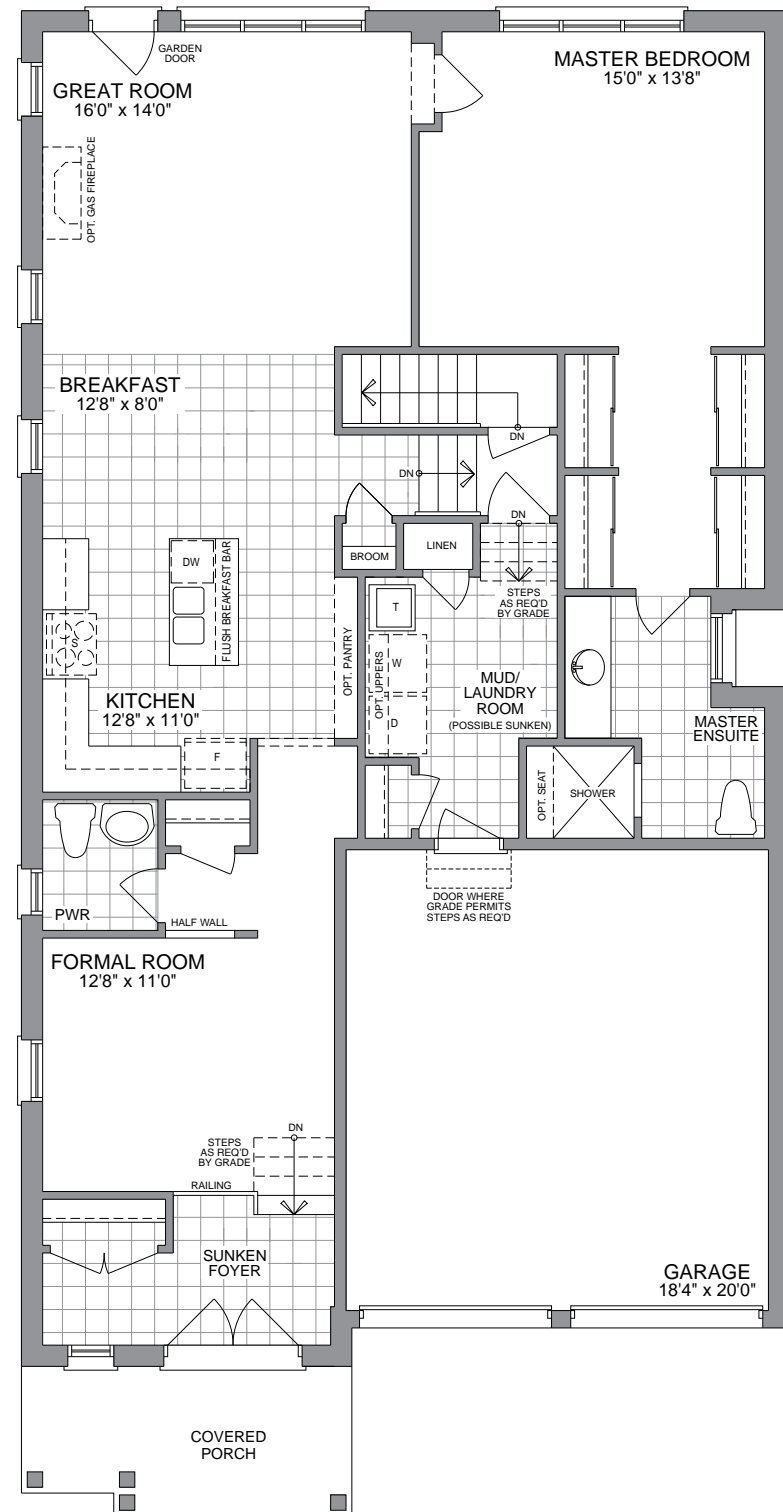 GARDEN
DOOR
GREAT ROOM
16'0" x 14'0"
MASTER BEDROOM
15'0" x 13'8"
OPT. GAS FIREPLACE
BREAKFAST
12'8" x 8'0"
DN
DN
DN
BROOM
LINEN
STEPS
AS REQ'D
BY GRADE
DW
FLUSH BREAKFAST BAR
S
OPT. PANTRY
T
W
D
OPT. UPPERS
MUD/
LAUNDRY
ROOM
(POSSIBLE SUNKEN)
KITCHEN
12'8" x 11'0"
F
MASTER
ENSUITE
OPT. SEAT
SHOWER
PWR
HALF WALL
DOOR WHERE
GRADE PERMITS
STEPS AS REQ'D
FORMAL ROOM
12'8" x 11'0"
DN
STEPS
AS REQ'D
BY GRADE
RAILING
SUNKEN
FOYER
GARAGE
18'4" x 20'0"
COVERED
PORCH